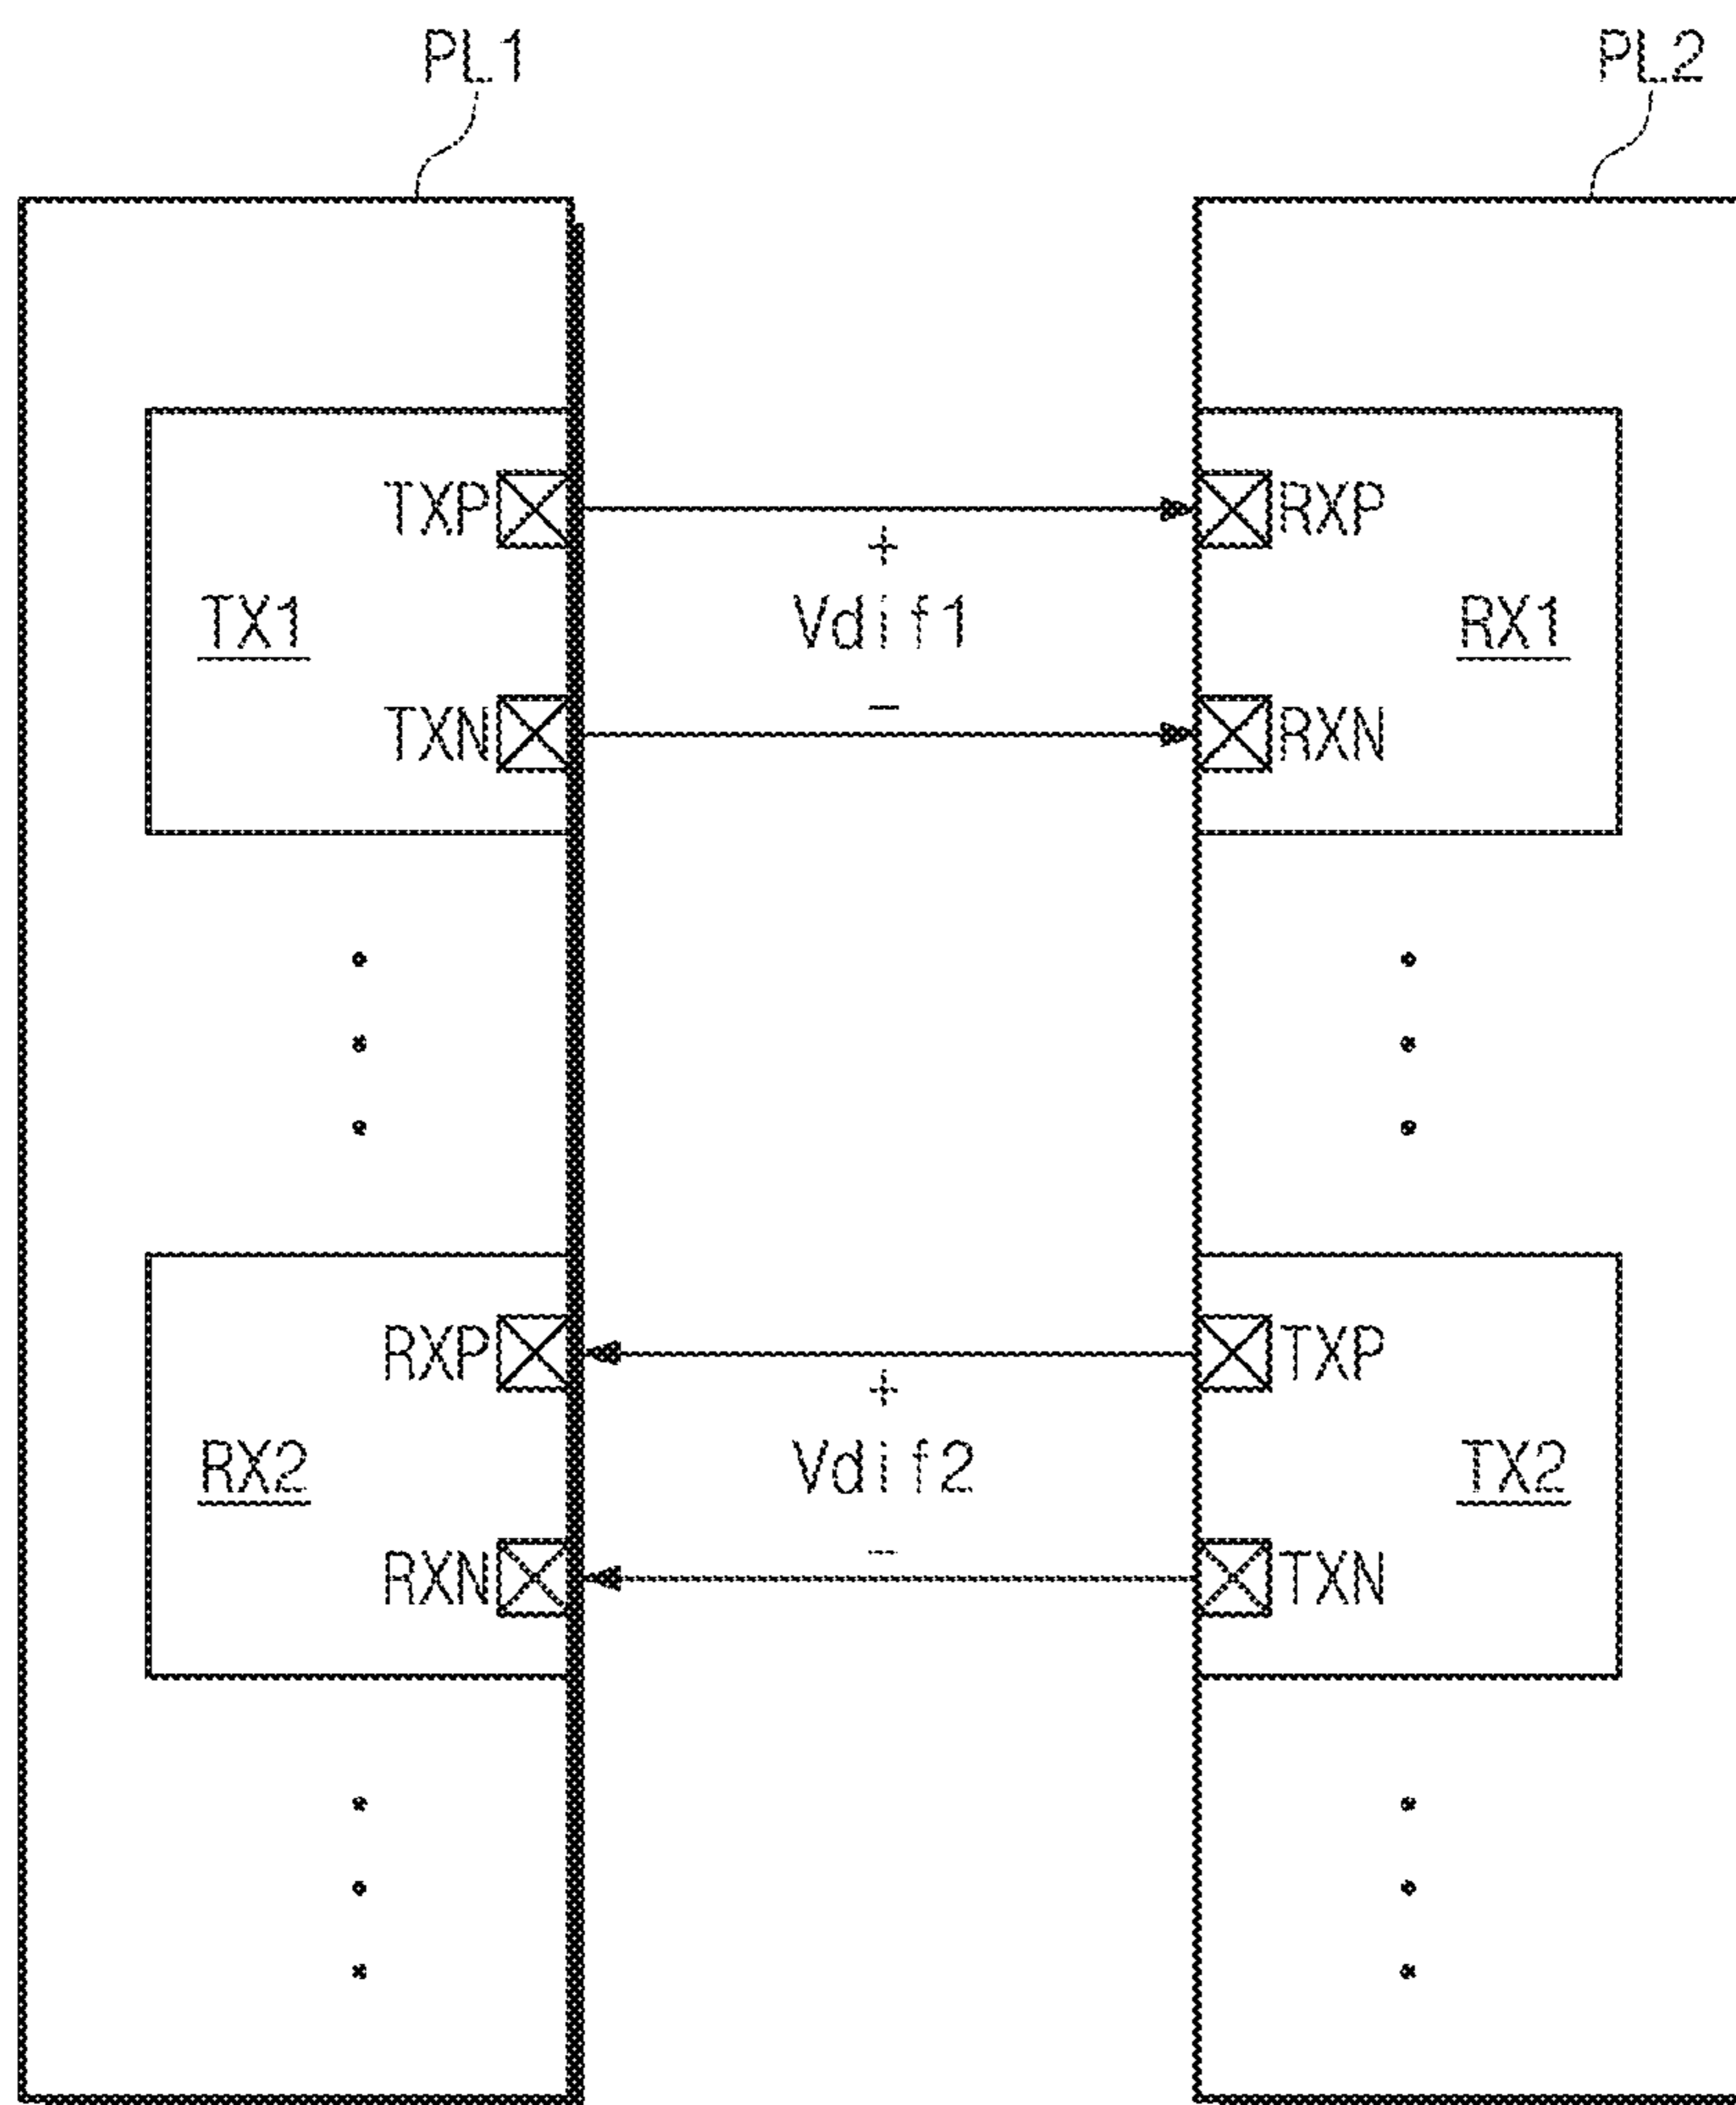 PL1 PL2
TXP RXP
+
TX1 Vdif1 RX1
-
TXN RXN
RXP TXP
+
RX2 Vdif2 TX2
-
RXN TXN